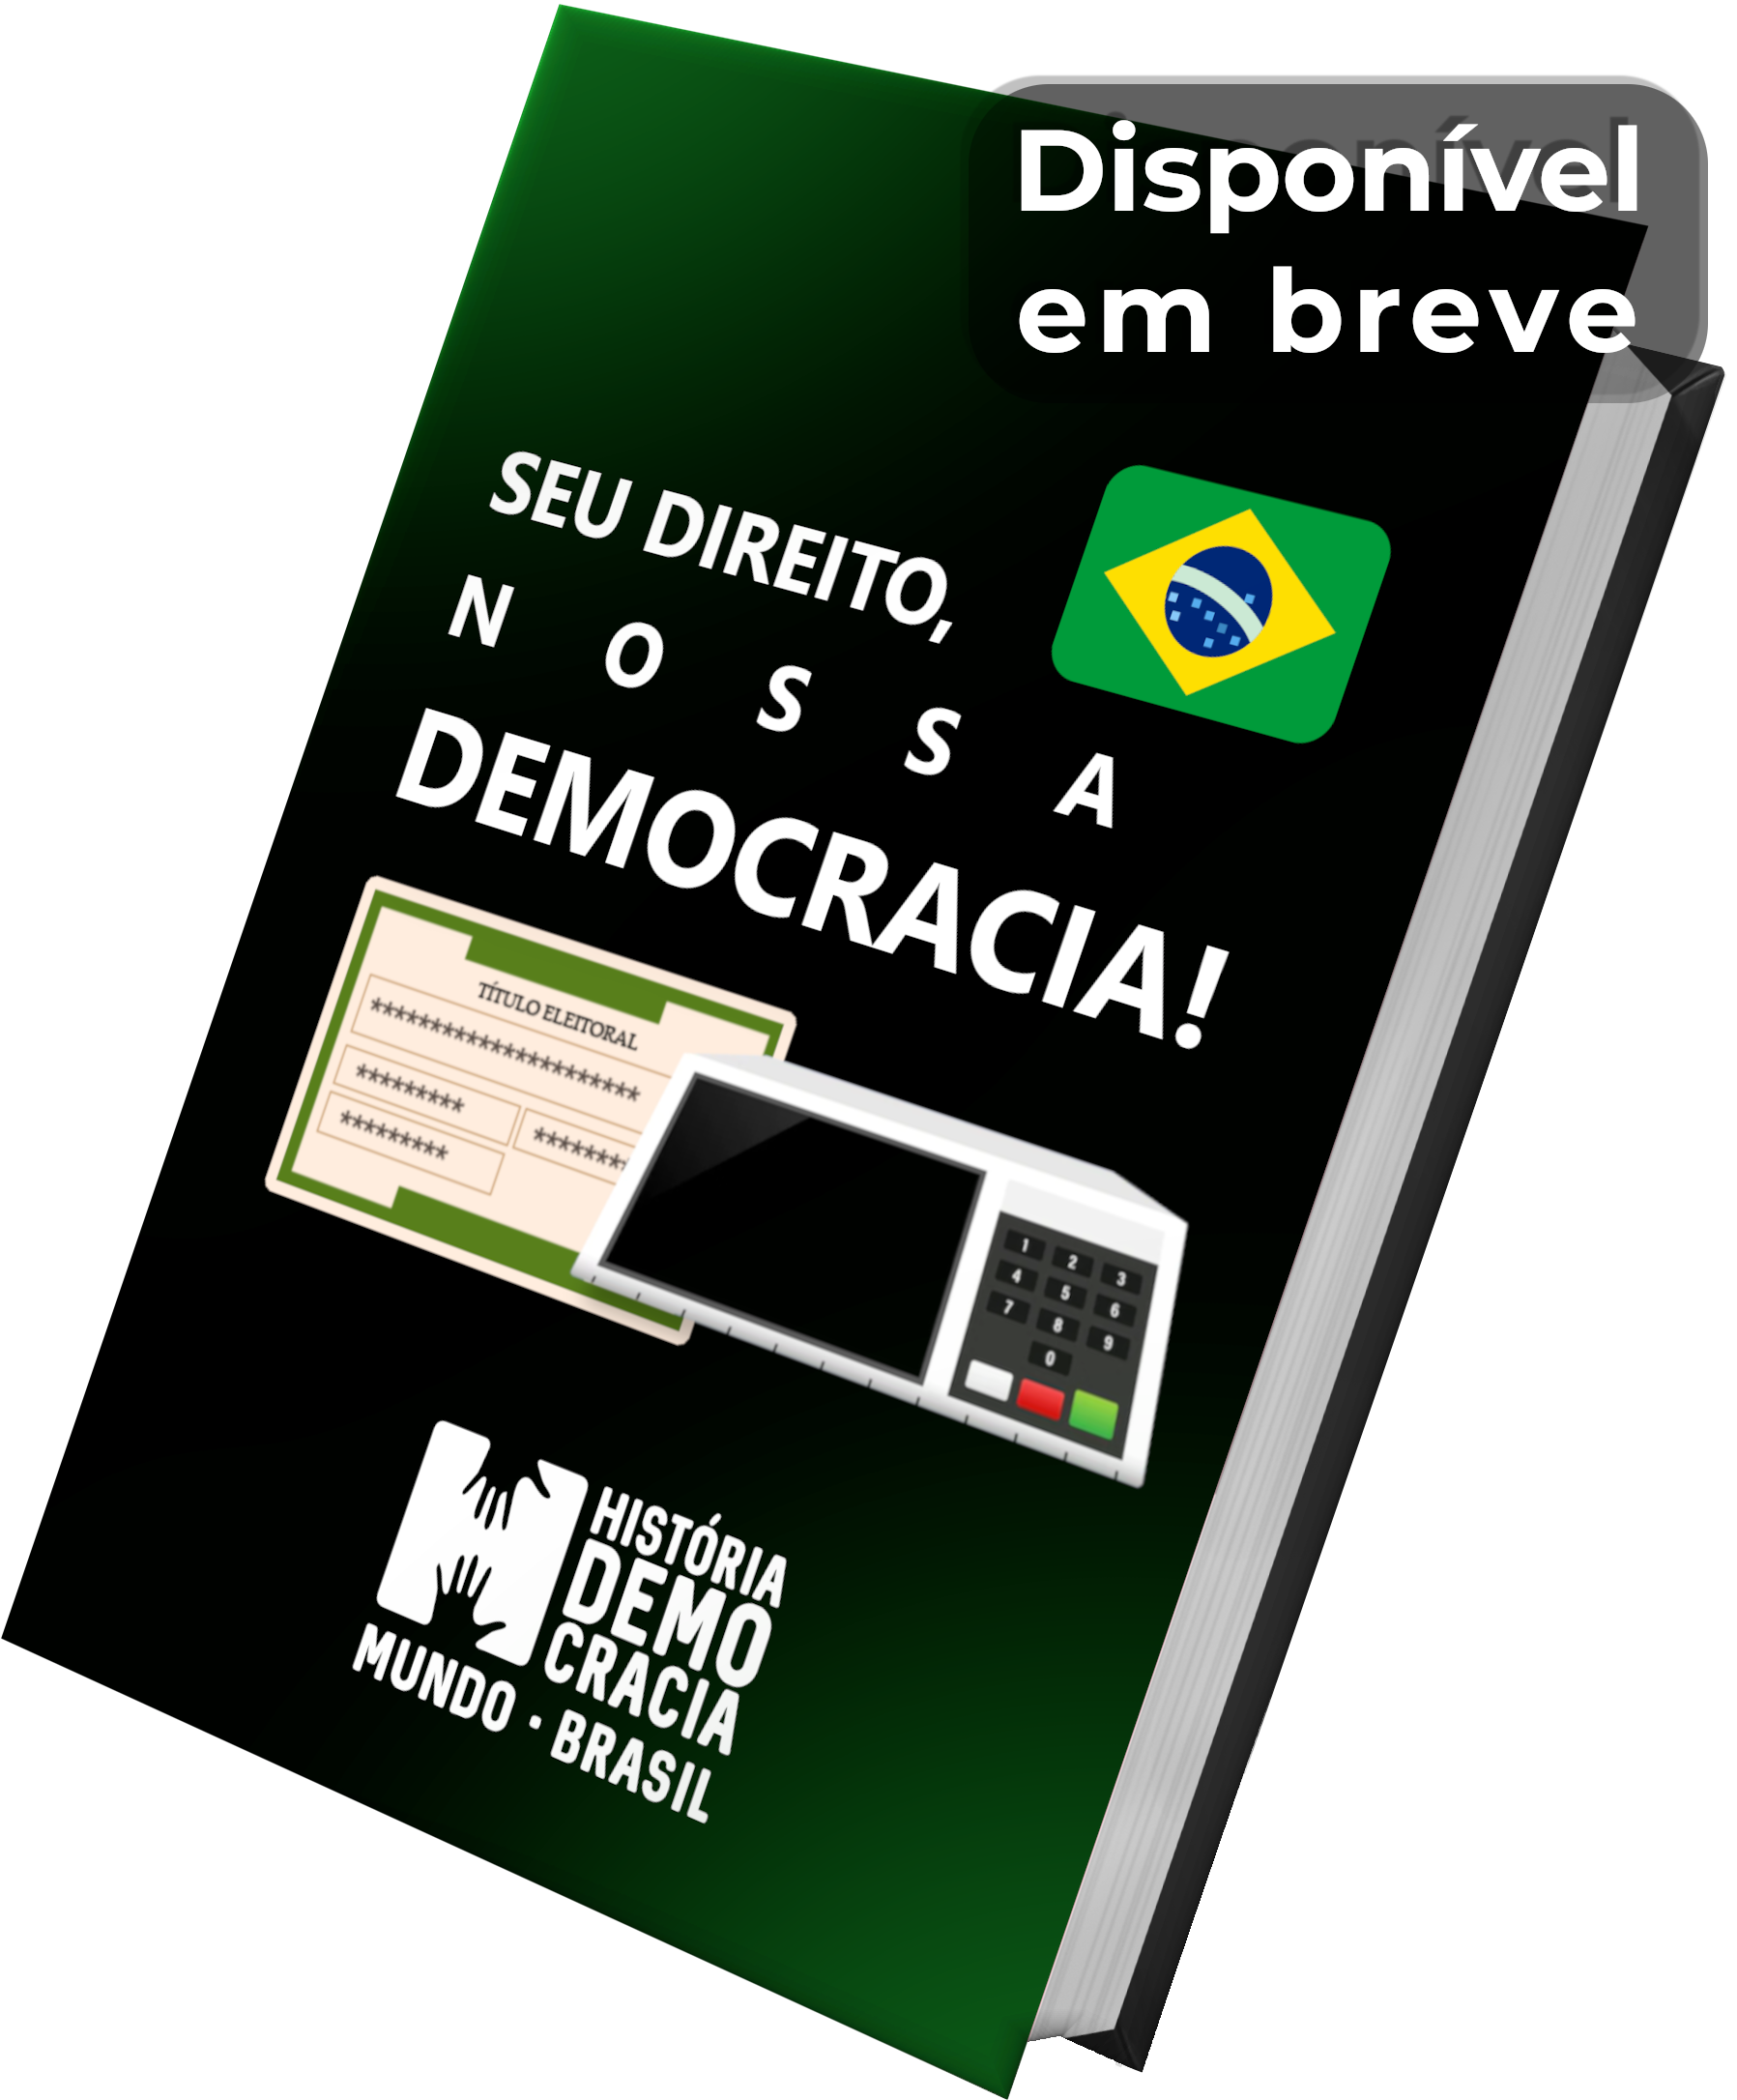 Disponível
em breve
SEU DIREITO,
NOSSA
DEMOCRACIA!
TÍTULO ELEITORAL
********************
*********
*********
********
1 2 3
4 5 6
7 8 9
0
HISTÓRIA
DEMO
CRACIA
MUNDO · BRASIL